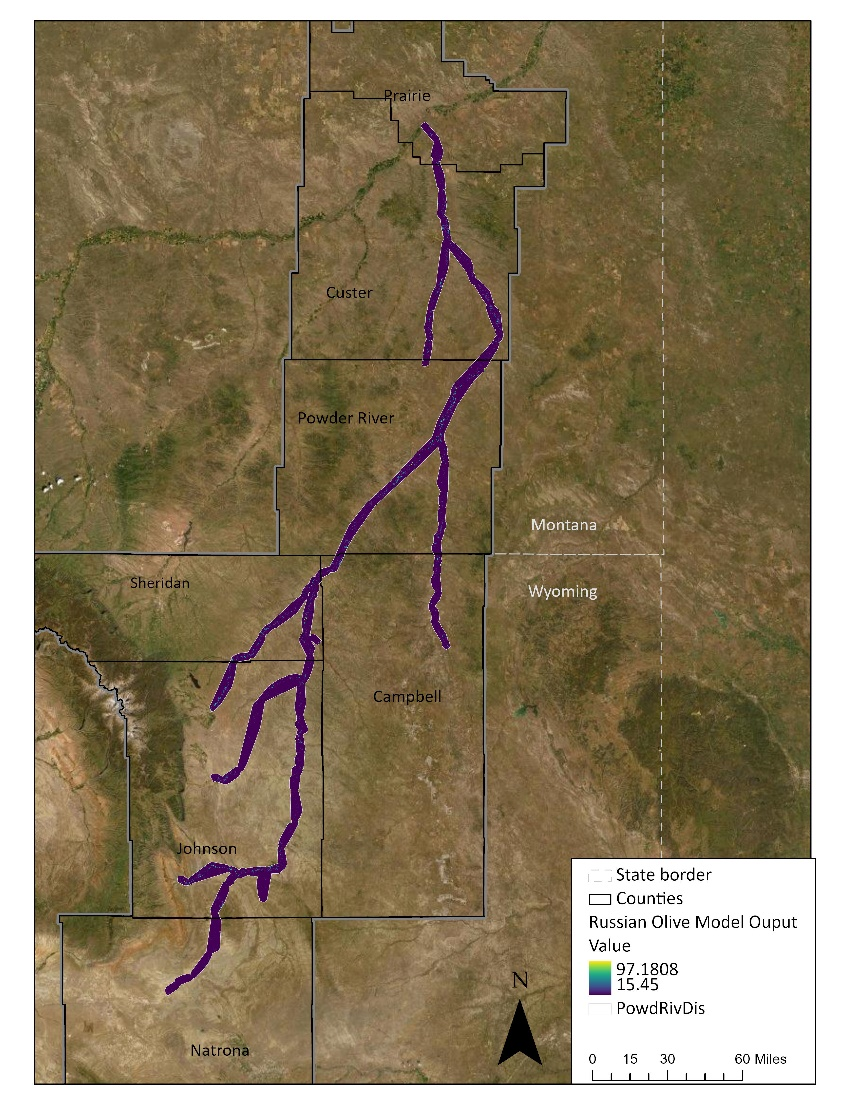 Prairie
Custer
Powder River
Montana
Sheridan
Wyoming
Campbell
Johnson
Natrona
N
State border
Counties
Russian Olive Model Ouput
Value
97.1808
15.45
PowdRivDis
0 15 30 60 Miles